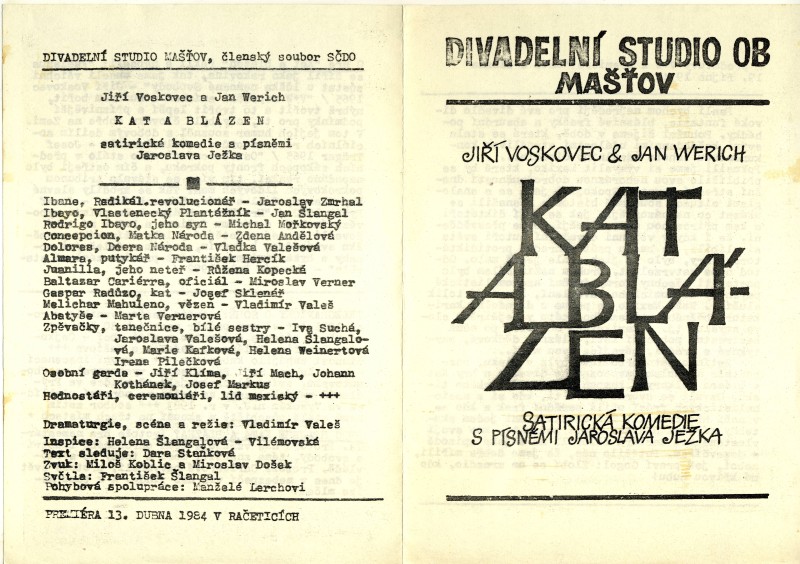 DIVADELNÍ STUDIO MAŠŤOV, členský soubor SČDO
Jiří Voskovec a Jan Werich
K A T A B L Á Z E N
satirické komedie s písněmi
Jaroslava Ježka
Ibane, Radikál.revolucionář - Jaroslav Zmrhal
Ibayo, Vlastenecký Plantážník - Jan Šlangal
Rodrigo Ibayo, jeho syn - Michal Mořkovský
Concepcion, Matka Národa - Zdena Andělová
Dolores, Dcera Národa - Vlaďka Valešová
Almara, putykář - František Hercík
Juanilla, jeho neteř - Růžena Kopecká
Baltazar Cariérra, oficiál - Miroslav Verner
Gaspar Radúzo, kat - Josef Sklenář
Melichar Mahuleno, vězen - Vladimír Valeš
Abatyše - Marta Vernerová
Zpěvačky, tanečnice, bílé sestry - Iva Suchá,
Jaroslava Valešová, Helena Šlangalo-
vá, Marie Kafková, Helena Weinertová
Irena Pilečková
Osobní garda - Jiří Klíma, Jiří Mach, Johann
Kothánek, Josef Markus
Hodnostáři, ceremoniáři, lid mexiský - +++
Dramaturgie, scéna a režie: Vladimír Valeš
Inspice: Helena Šlangalová - Vilémovská
Text sleduje: Dara Staňková
Zvuk: Miloš Koblic a Miroslav Došek
Světla: František Šlangal
Pohybová spolupráce: Manželé Lerchovi
PREMIÉRA 13. DUBNA 1984 V RAČETICÍCH
DIVADELNÍ STUDIO OB
MAŠŤOV
JIŘÍ VOSKOVEC & JAN WERICH
KAT
A BLÁ-
ZEN
SATIRICKÁ KOMEDIE
S PÍSNĚMI JAROSLAVA JEŽKA